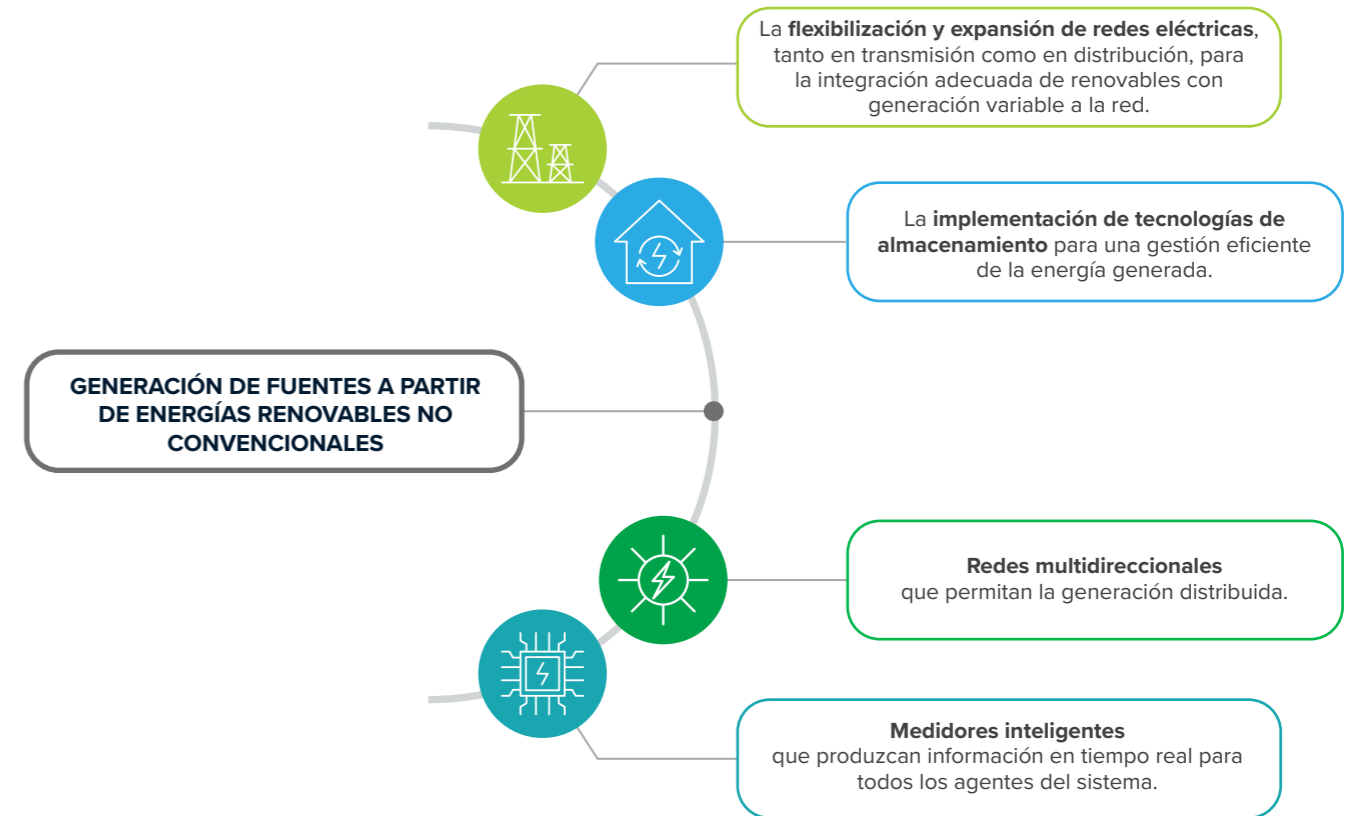 La flexibilización y expansión de redes eléctricas,
tanto en transmisión como en distribución, para
la integración adecuada de renovables con
generación variable a la red.
La implementación de tecnologías de
almacenamiento para una gestión eficiente
de la energía generada.
GENERACIÓN DE FUENTES A PARTIR
DE ENERGÍAS RENOVABLES NO
CONVENCIONALES
Redes multidireccionales
que permitan la generación distribuida.
Medidores inteligentes
que produzcan información en tiempo real para
todos los agentes del sistema.